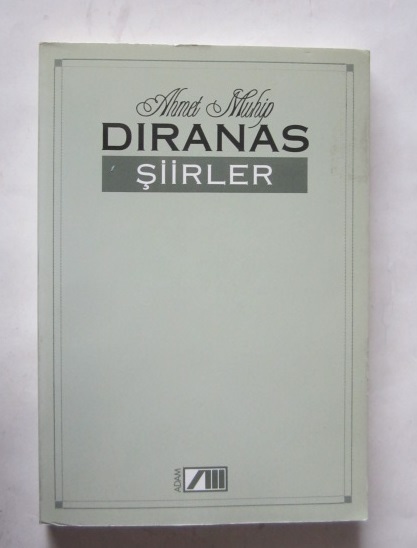 Ahmet Muhip
DIRANAS
ŞİİRLER
ADAM